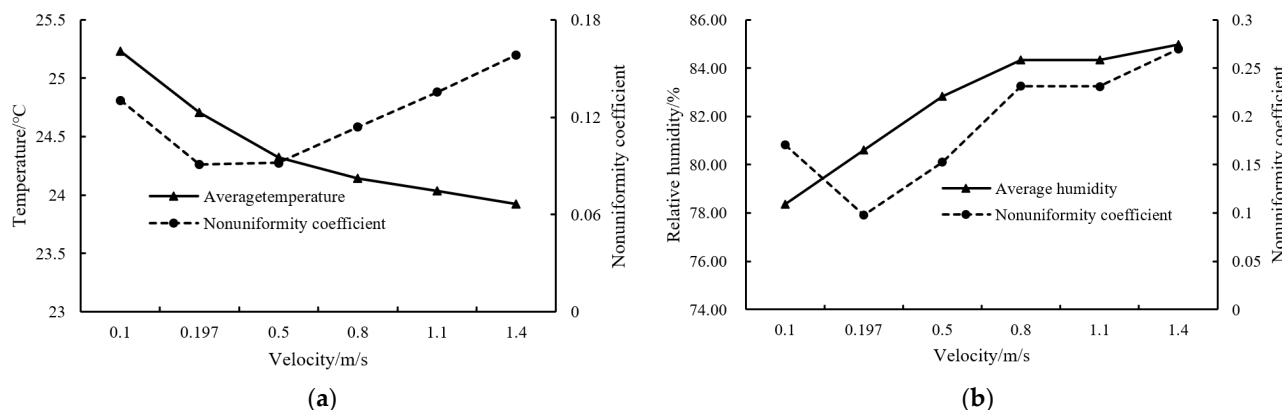 25.5
25
24.5
24
23.5
23
Temperature/°C
0.18
0.12
0.06
0
Nonuniformity coefficient
Averagetemperature
Nonuniformity coefficient
0.1 0.197 0.5 0.8 1.1 1.4
Velocity/m/s
(a)
86.00
84.00
82.00
80.00
78.00
76.00
74.00
Relative humidity/%
0.3
0.25
0.2
0.15
0.1
0.05
0
Nonuniformity coefficient
Average humidity
Nonuniformity coefficient
0.1 0.197 0.5 0.8 1.1 1.4
Velocity/m/s
(b)